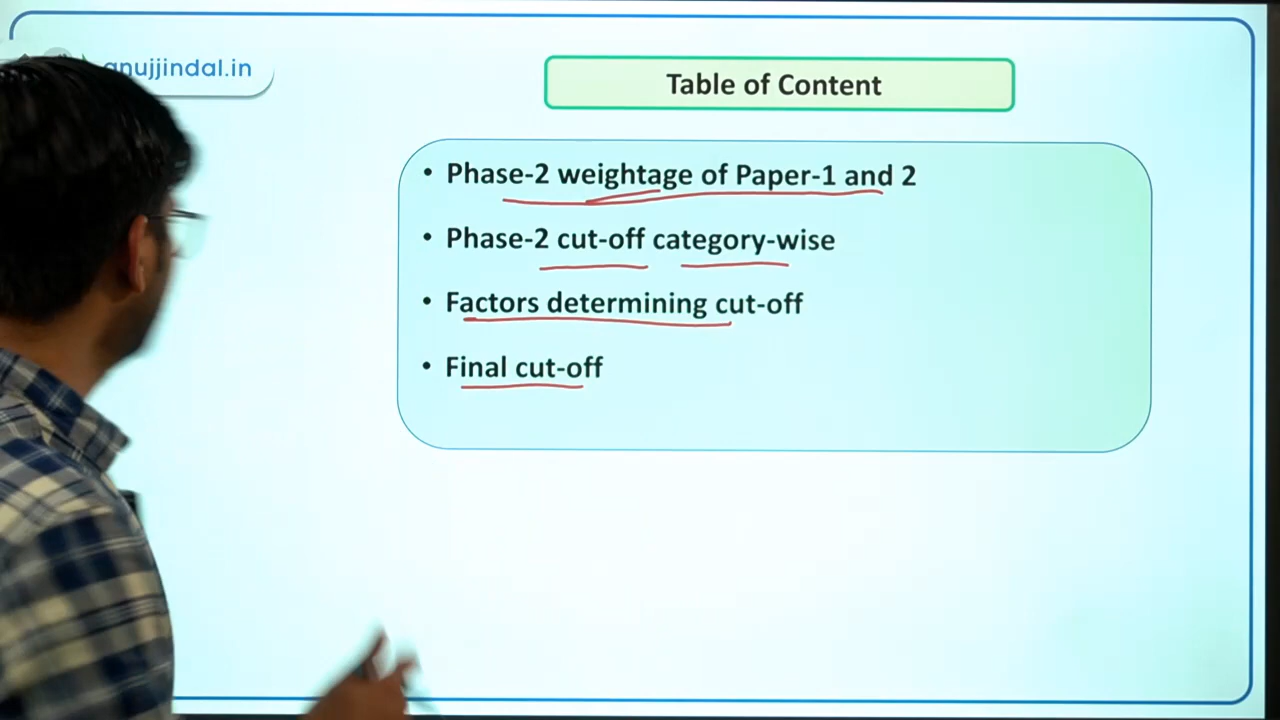 anujjindal.in
Table of Content
• Phase-2 weightage of Paper-1 and 2
• Phase-2 cut-off category-wise
• Factors determining cut-off
• Final cut-off